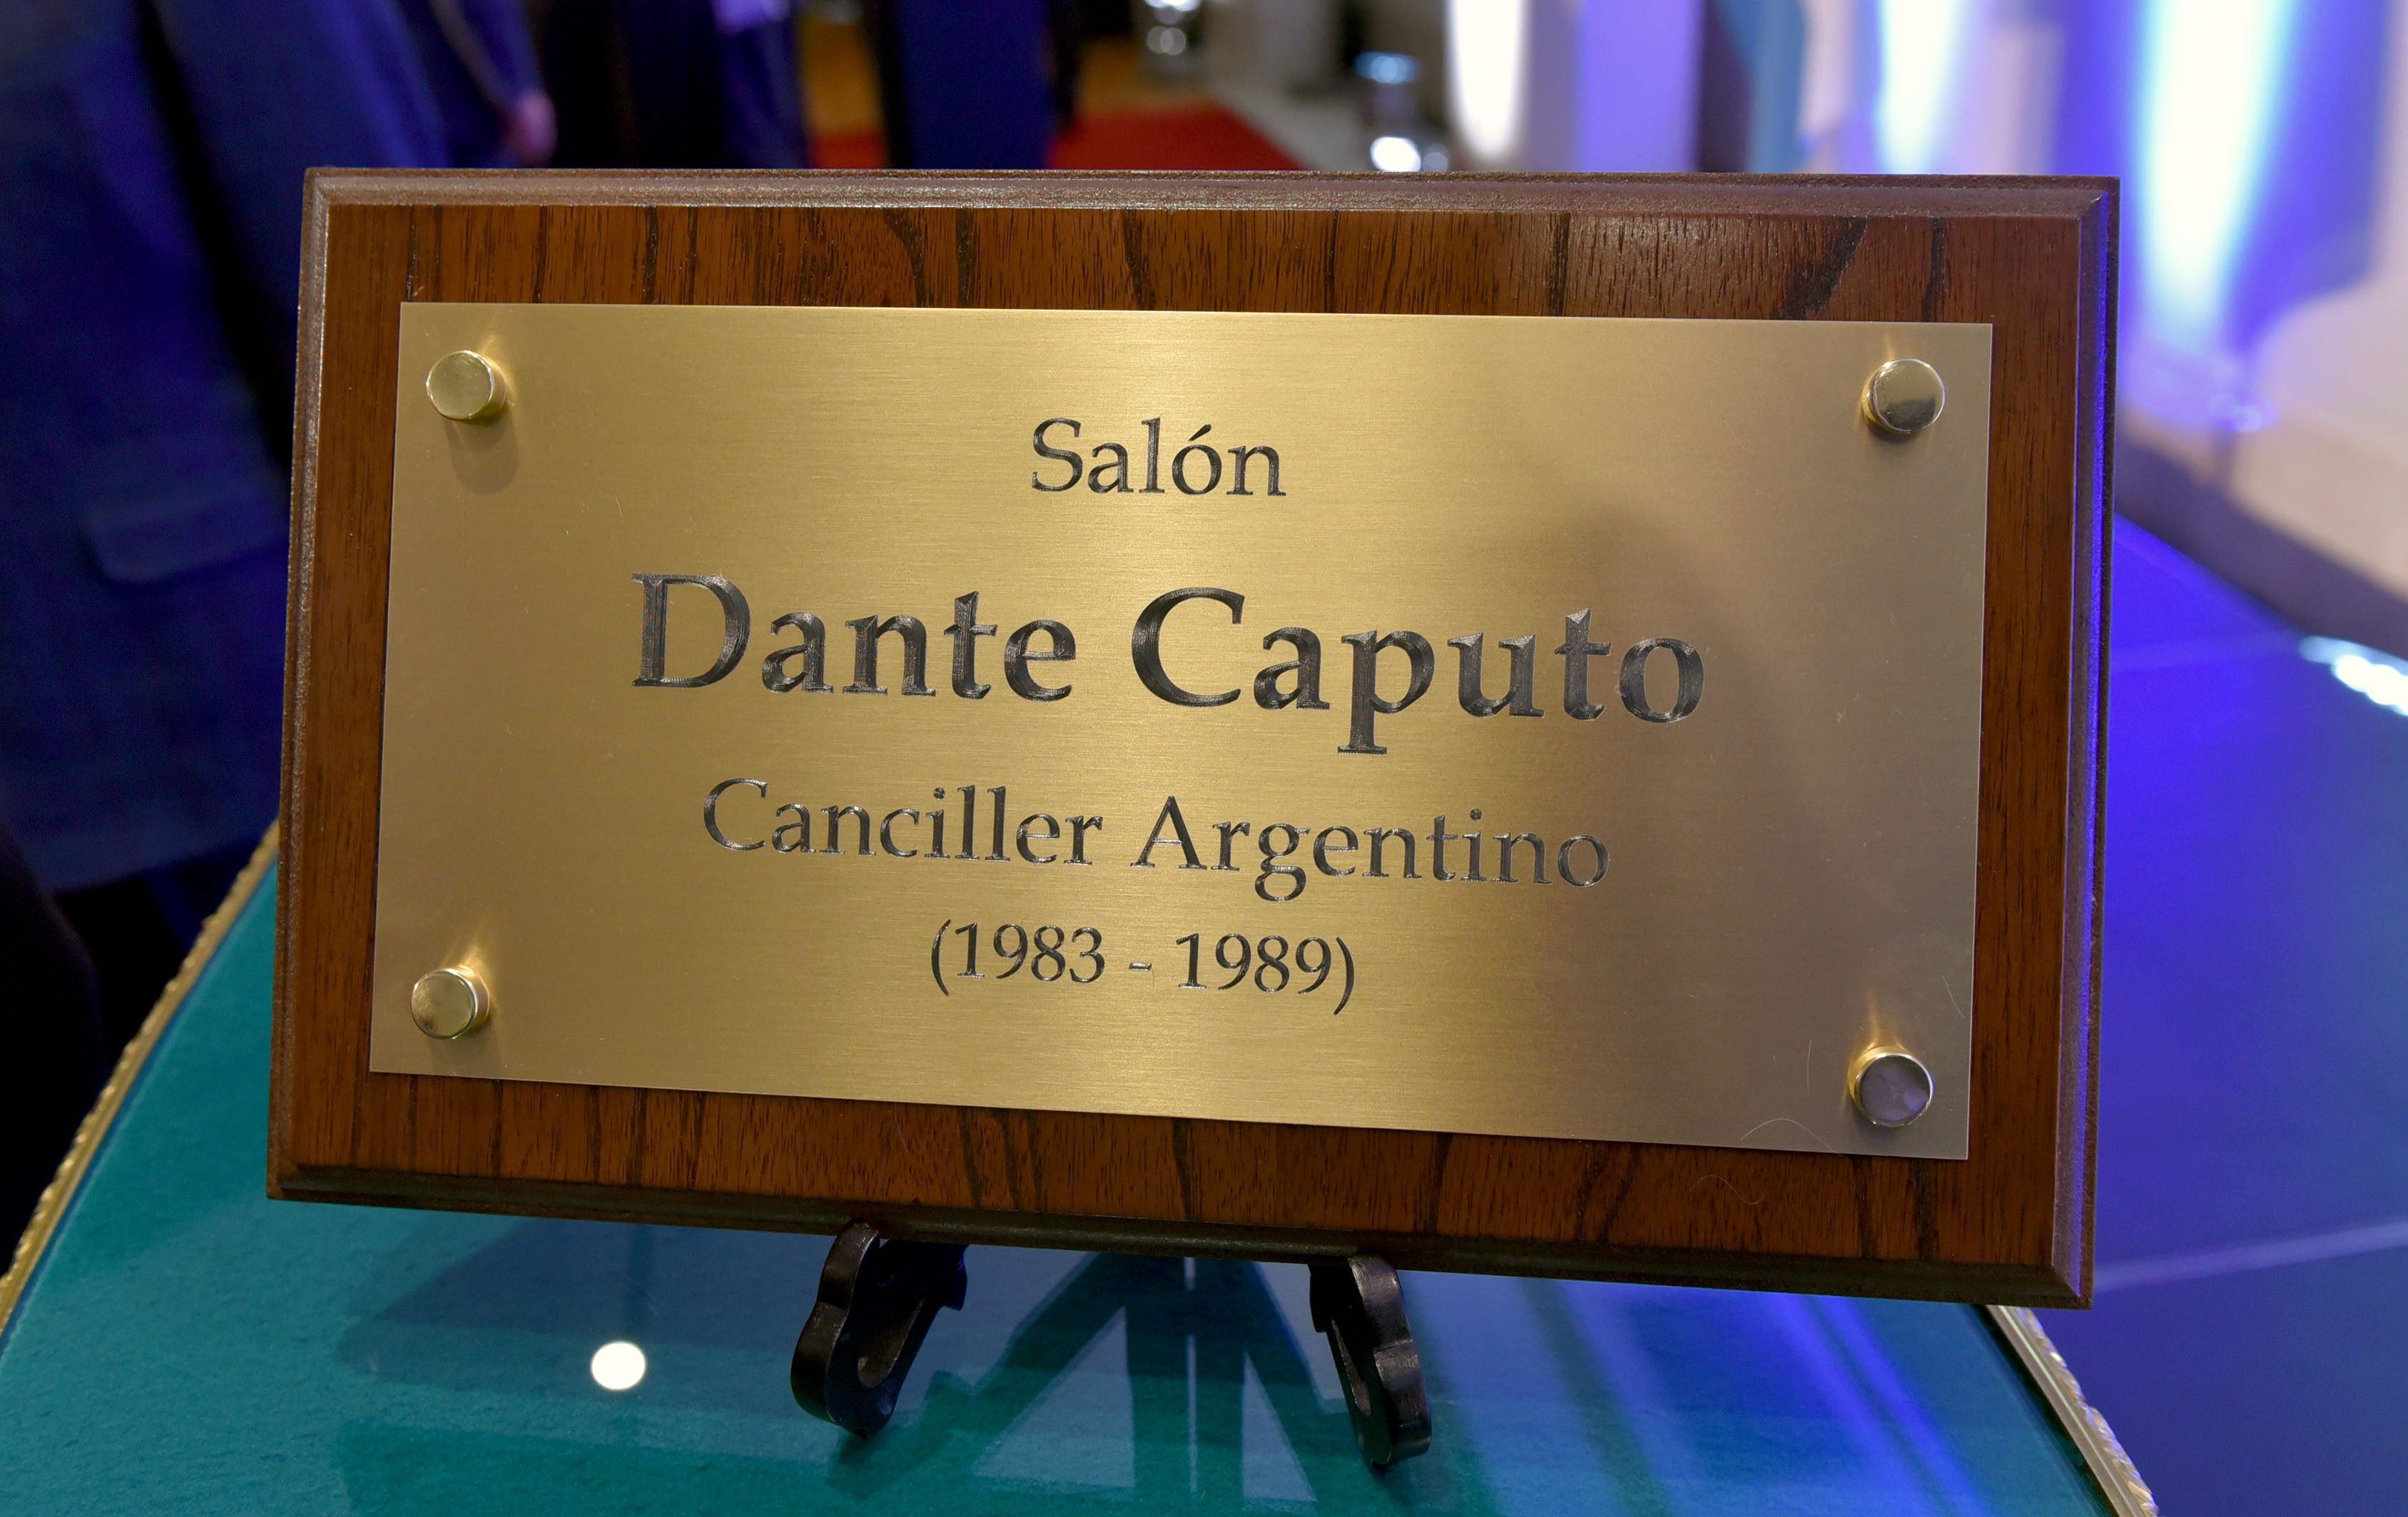 Salón
Dante Caputo
Canciller Argentino
(1983 - 1989)